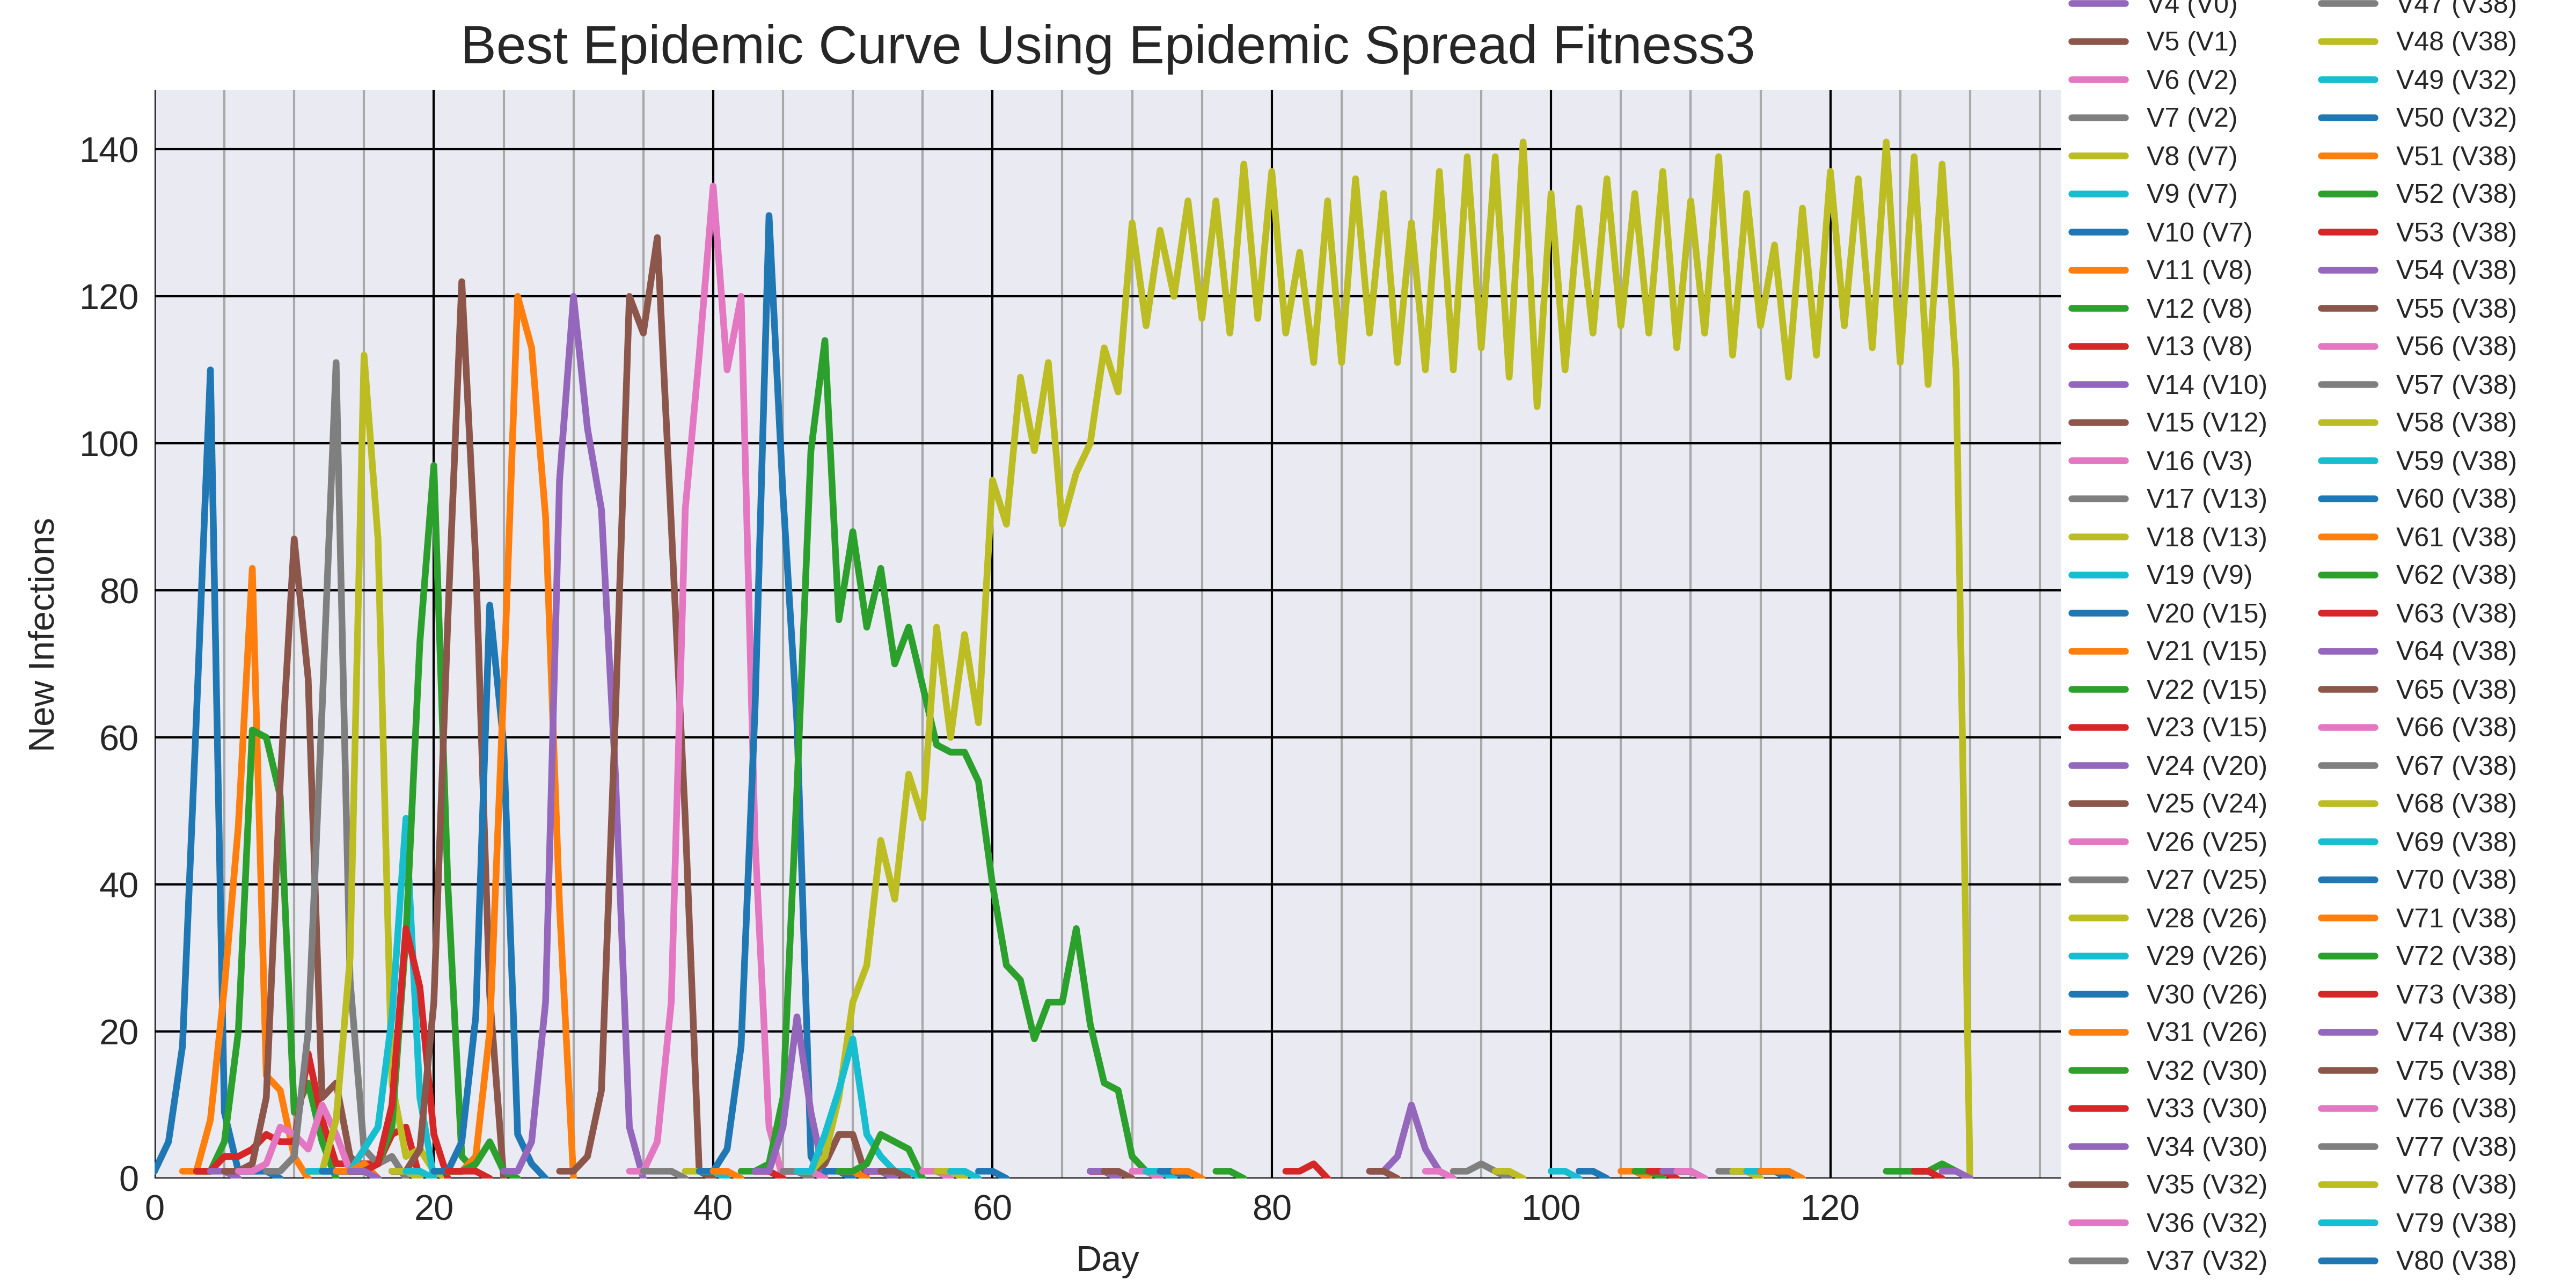 Best Epidemic Curve Using Epidemic Spread Fitness3
New Infections
140
120
100
80
60
40
20
0
0 20 40 60 80 100 120
Day
V4 (V0)
V5 (V1)
V6 (V2)
V7 (V2)
V8 (V7)
V9 (V7)
V10 (V7)
V11 (V8)
V12 (V8)
V13 (V8)
V14 (V10)
V15 (V12)
V16 (V3)
V17 (V13)
V18 (V13)
V19 (V9)
V20 (V15)
V21 (V15)
V22 (V15)
V23 (V15)
V24 (V20)
V25 (V24)
V26 (V25)
V27 (V25)
V28 (V26)
V29 (V26)
V30 (V26)
V31 (V26)
V32 (V30)
V33 (V30)
V34 (V30)
V35 (V32)
V36 (V32)
V37 (V32)
V47 (V38)
V48 (V38)
V49 (V32)
V50 (V32)
V51 (V38)
V52 (V38)
V53 (V38)
V54 (V38)
V55 (V38)
V56 (V38)
V57 (V38)
V58 (V38)
V59 (V38)
V60 (V38)
V61 (V38)
V62 (V38)
V63 (V38)
V64 (V38)
V65 (V38)
V66 (V38)
V67 (V38)
V68 (V38)
V69 (V38)
V70 (V38)
V71 (V38)
V72 (V38)
V73 (V38)
V74 (V38)
V75 (V38)
V76 (V38)
V77 (V38)
V78 (V38)
V79 (V38)
V80 (V38)